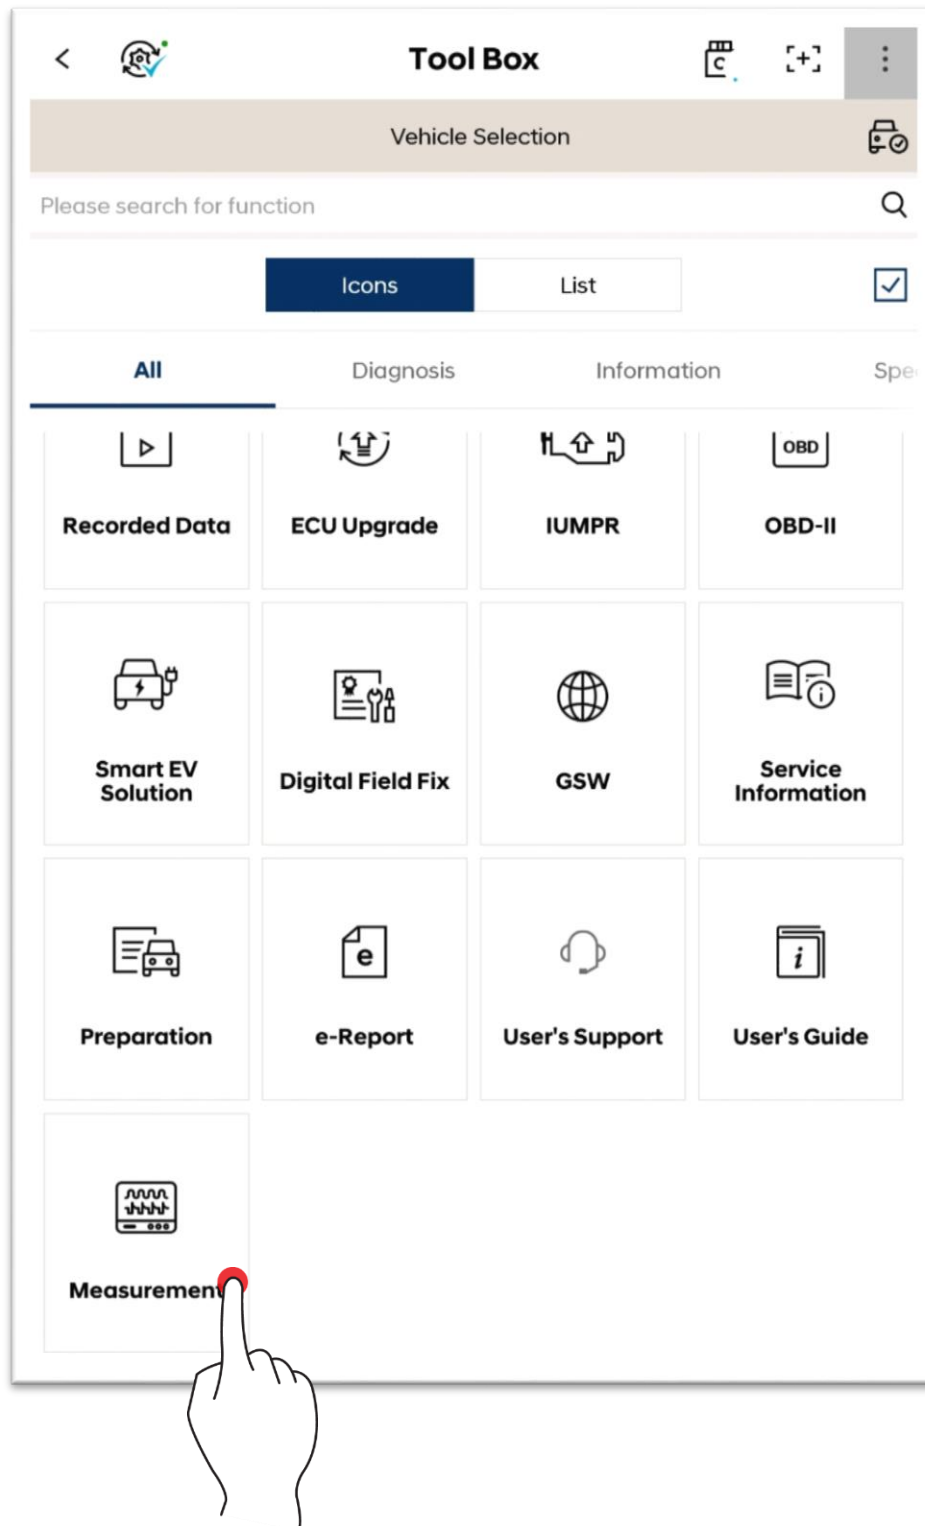 Tool Box
C
Vehicle Selection
Please search for function
Icons List
All Diagnosis Information Spe
OBD
Recorded Data ECU Upgrade IUMPR OBD-II
Smart EV
Solution
Digital Field Fix
GSW
Service
Information
e
i
Preparation e-Report User's Support User's Guide
Measurement